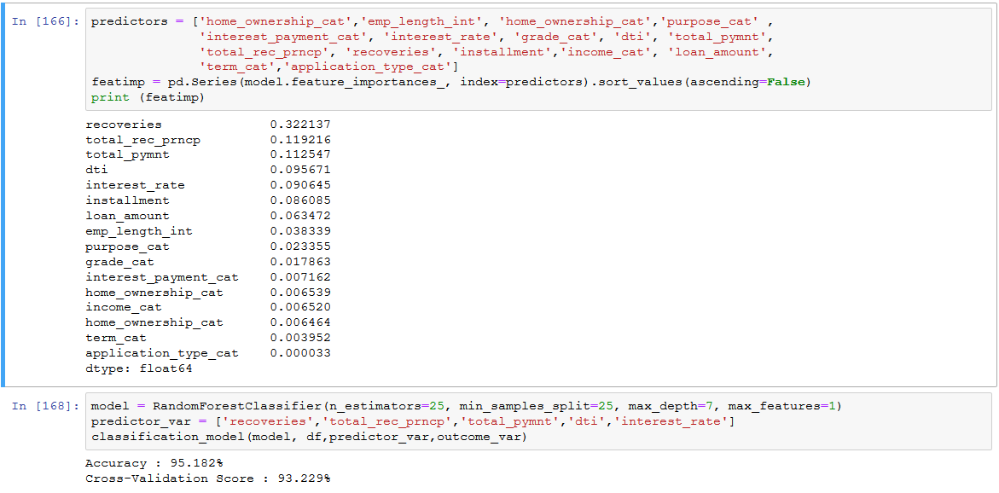 In [166]: predictors = ['home_ownership_cat','emp_length_int', 'home_ownership_cat','purpose_cat' ,
'interest_payment_cat', 'interest_rate', 'grade_cat', 'dti', 'total_pymnt',
'total_rec_prncp', 'recoveries', 'installment','income_cat', 'loan_amount',
'term_cat','application_type_cat']
featimp = pd.Series(model.feature_importances_, index=predictors).sort_values(ascending=False)
print (featimp)
recoveries 0.322137
total_rec_prncp 0.119216
total_pymnt 0.112547
dti 0.095671
interest_rate 0.090645
installment 0.086085
loan_amount 0.063472
emp_length_int 0.038339
purpose_cat 0.023355
grade_cat 0.017863
interest_payment_cat 0.007162
home_ownership_cat 0.006539
income_cat 0.006520
home_ownership_cat 0.006464
term_cat 0.003952
application_type_cat 0.000033
dtype: float64
In [168]: model = RandomForestClassifier(n_estimators=25, min_samples_split=25, max_depth=7, max_features=1)
predictor_var = ['recoveries','total_rec_prncp','total_pymnt','dti','interest_rate']
classification_model(model, df,predictor_var,outcome_var)
Accuracy : 95.182%
Cross-Validation Score : 93.229%